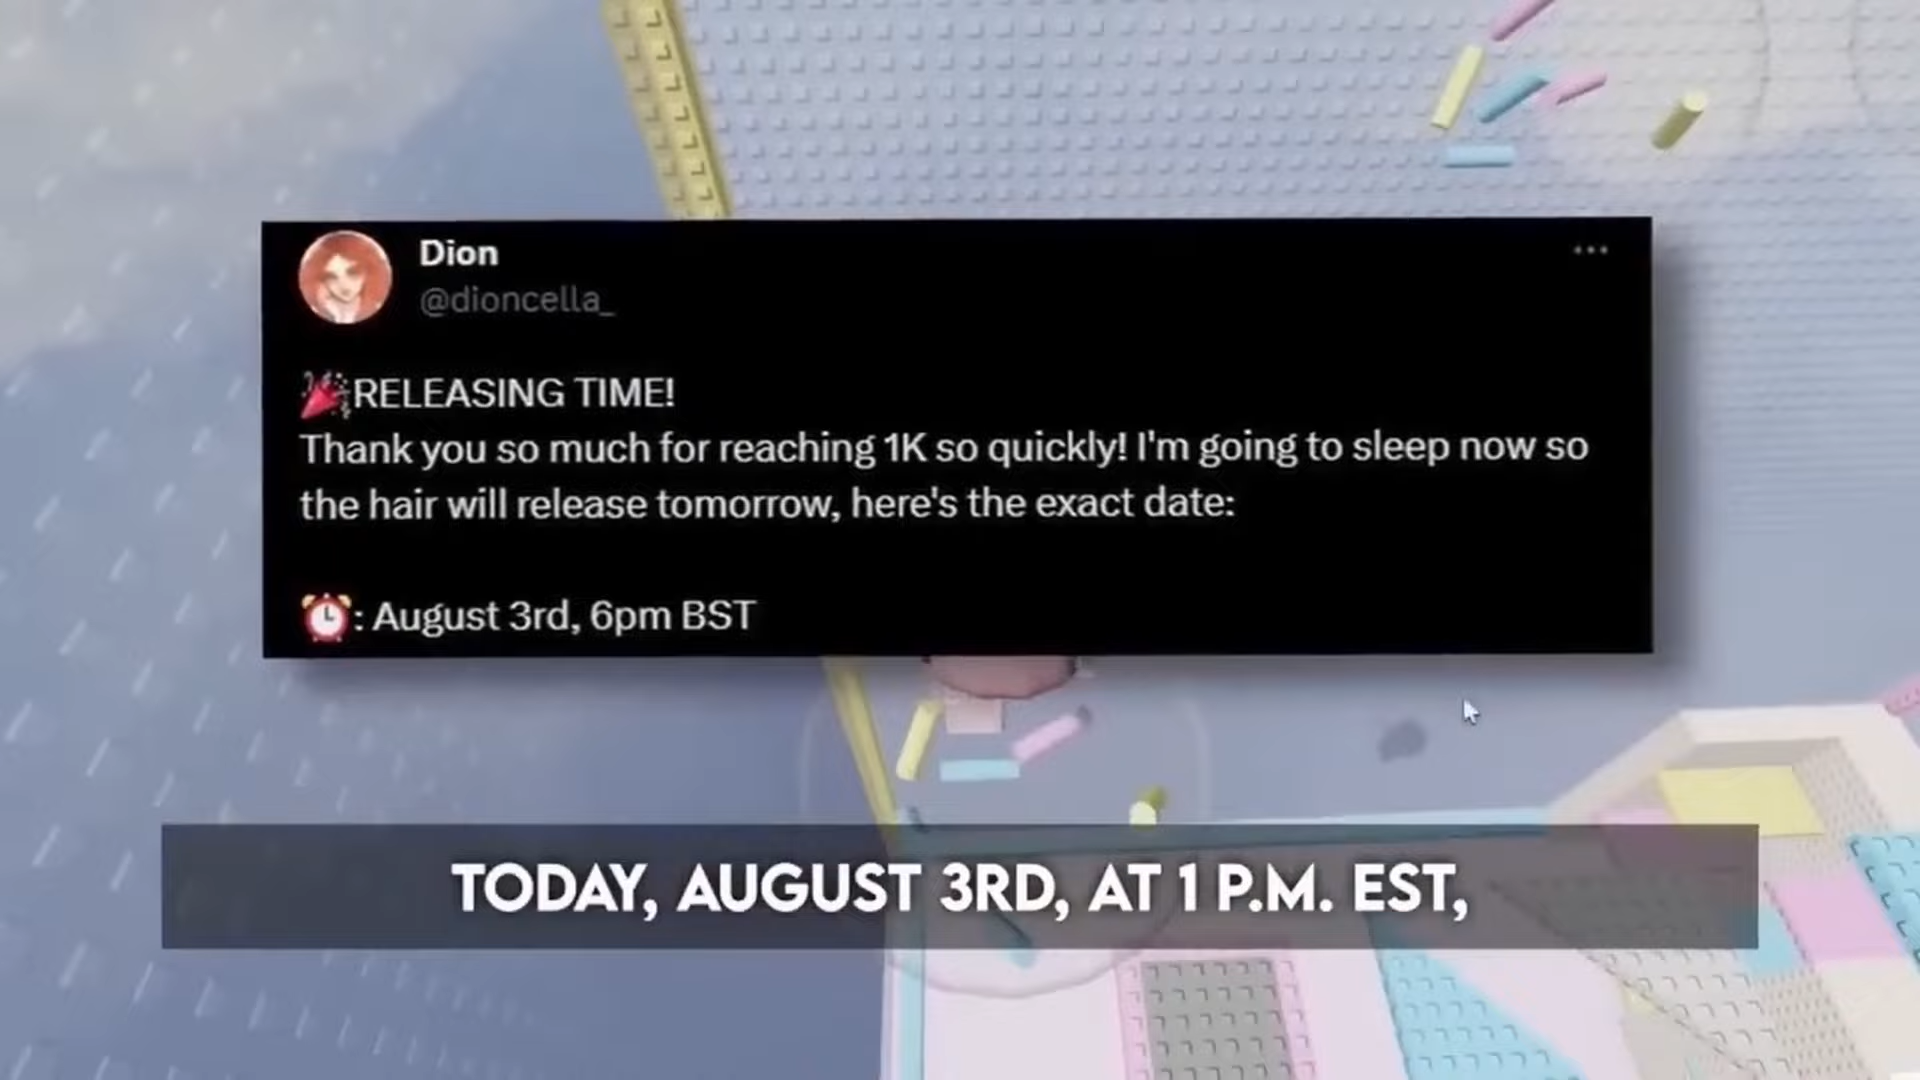 Dion
@dioncella_
🎉RELEASING TIME!
Thank you so much for reaching 1K so quickly! I'm going to sleep now so
the hair will release tomorrow, here's the exact date:
⏰: August 3rd, 6pm BST
TODAY, AUGUST 3RD, AT 1 P.M. EST,